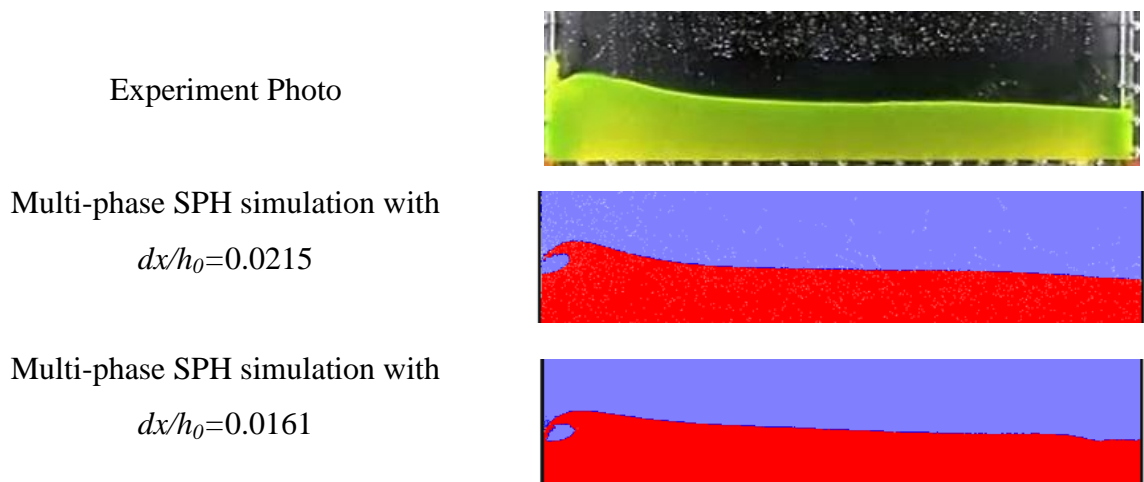 Experiment Photo
Multi-phase SPH simulation with
dx/h₀=0.0215
Multi-phase SPH simulation with
dx/h₀=0.0161